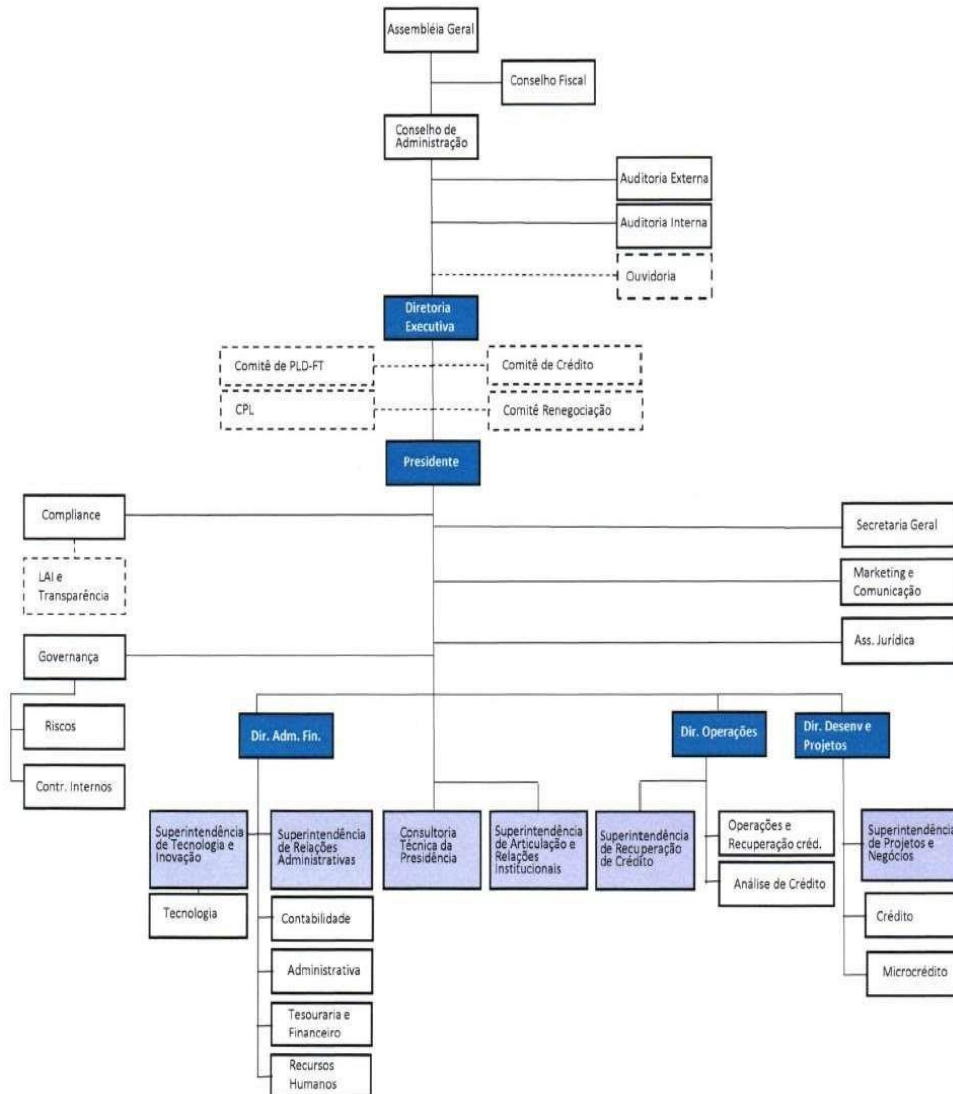 Assembléia Geral
Conselho Fiscal
Conselho de
Administração
Auditoria Externa
Auditoria Interna
Ouvidoria
Diretoria
Executiva
Comitê de PLD-FT
Comitê de Crédito
CPL
Comitê Renegociação
Presidente
Compliance
Secretaria Geral
LAI e
Transparência
Marketing e
Comunicação
Governança
Ass. Jurídica
Riscos
Contr. Internos
Dir. Adm. Fin.
Dir. Operações
Dir. Desenv e
Projetos
Superintendência
de Tecnologia e
Inovação
Superintendência
de Relações
Administrativas
Consultoria
Técnica da
Presidência
Superintendência
de Articulação e
Relações
Institucionais
Superintendência
de Recuperação
de Crédito
Operações e
Recuperação créd.
Superintendência
de Projetos e
Negócios
Análise de Crédito
Tecnologia
Contabilidade
Crédito
Administrativa
Microcrédito
Tesouraria e
Financeiro
Recursos
Humanos